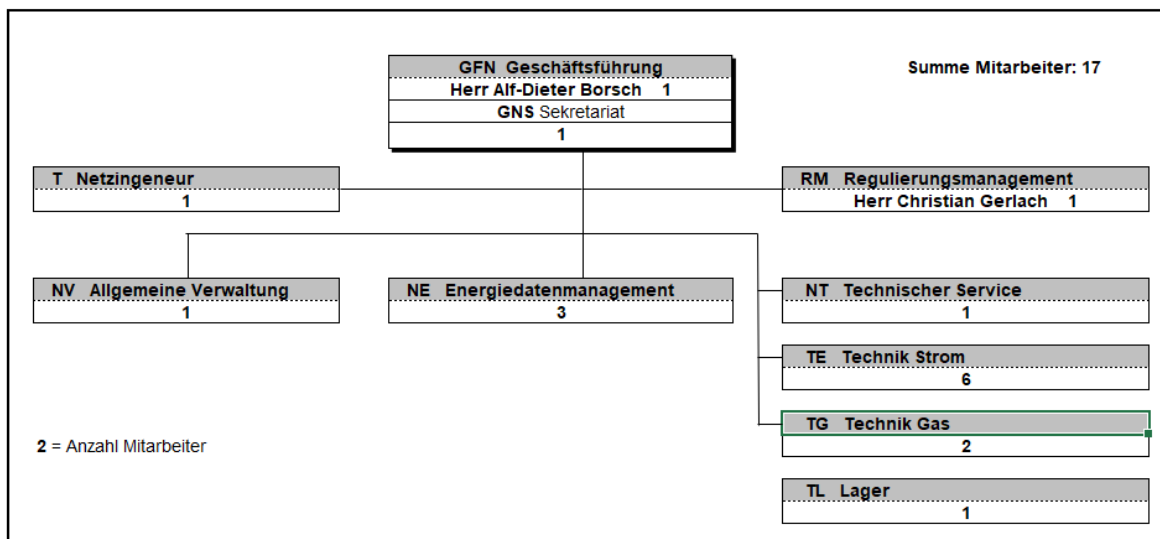 GFN Geschäftsführung
Herr Alf-Dieter Borsch 1
GNS Sekretariat
1
Summe Mitarbeiter: 17
T Netzingeneur
1
RM Regulierungsmanagement
Herr Christian Gerlach 1
NV Allgemeine Verwaltung
1
NE Energiedatenmanagement
3
NT Technischer Service
1
TE Technik Strom
6
TG Technik Gas
2
2 = Anzahl Mitarbeiter
TL Lager
1